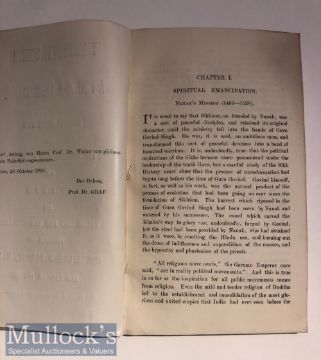 Antrag von Herrn Prof. Dr.
Der Dekan,
Prof. Dr. GRAF.
CHAPTER I.
SPIRITUAL EMANCIPATION.
NANAK'S MISSION
IT is usual to say that Sikhism, as founded by Nanak, was
a sect of peaceful disciples, and retained its original
character until the ministry fell into the hands of Guru
Govind Singh. He was, it is said, an ambitious man, and
transformed this sect of peaceful devotees into a band of
fanatical warriors. It is, undoubtedly, true that the political
aspirations of the Sikhs became more pronounced under the
leadership of the tenth Guru, but a careful study of the Sikh
History must show that the process of transformation had
begun long before the time of Guru Govind. Govind himself,
in fact, as well as his work, was the natural product of the
process of evolution that had been going on ever since the
foundation of Sikhism. The harvest which ripened in the
time of Guru Govind Singh had been sown by Nanak and
watered by his successors. The sword which carved the
Khalsa's way to glory was, undoubtedly, forged by Govind,
but the steel had been provided by Nanak, who had obtained
it, as it were, by smelting the Hindu ore, and burning out
the dross of indifference and superstition of the masses, and
the hypocrisy and pharisaism of the priests.
"All religious movements," the German Emperor once
said, "are in reality political movements." And this is true
in so far as the inspiration for all public movements comes
from religion. Even the mild and tender religion of Buddha
led to the establishment and consolidation of the most glori-
ous and united empire that India had ever seen before the
Mullock's
Specialist Auctioneers & Valuers